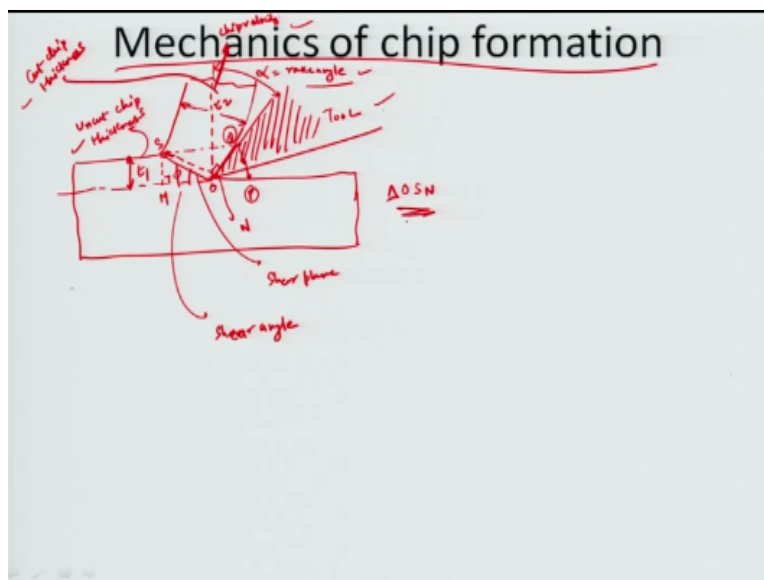 Mechanics of chip formation
chip velocity
Cut chip
thickness
α = rake angle
t2
Uncut chip
thickness
Tool
S
t1
φ
M
O
N
ΔOSN
Shear plane
Shear angle